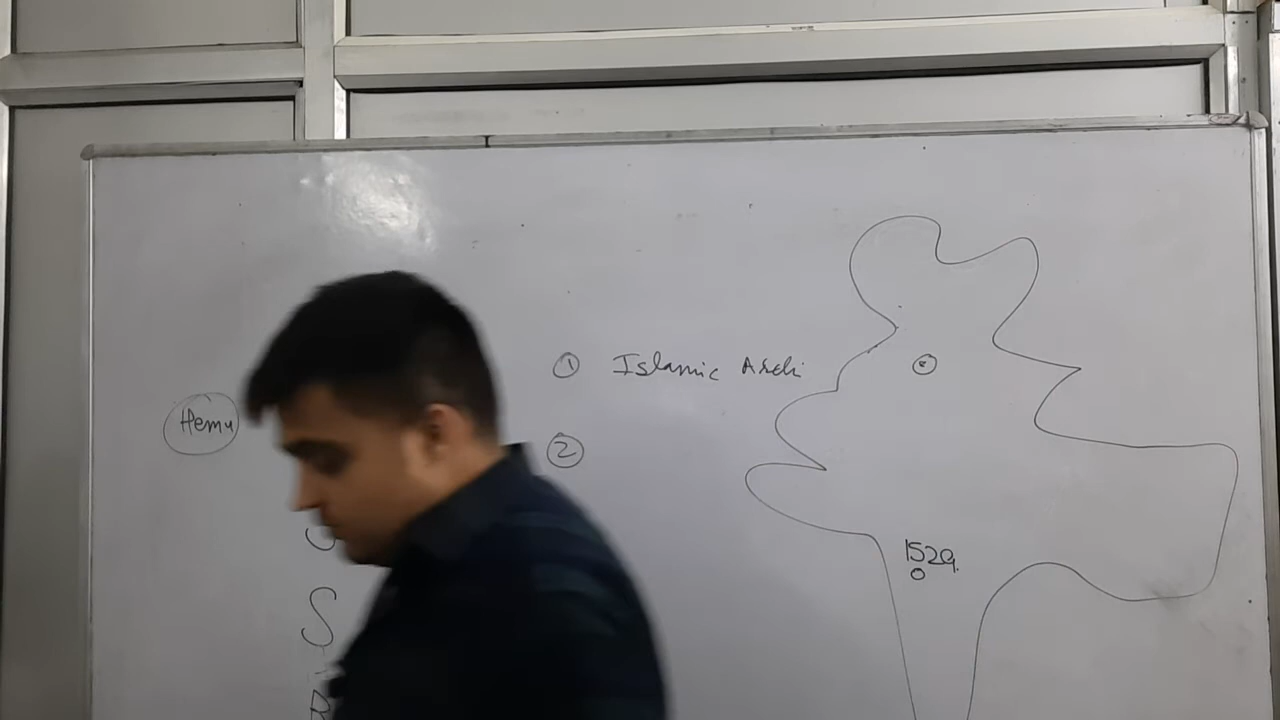 ① Islamic Archi
Hemu
②
1529.
S